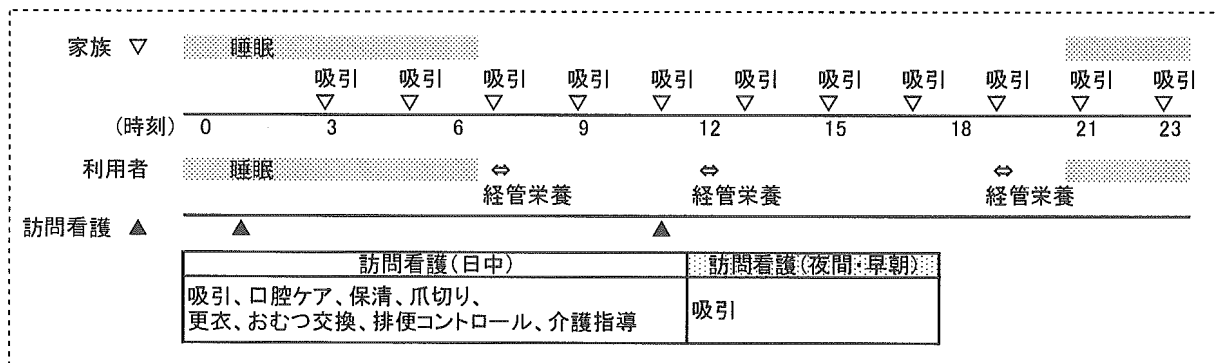 家族 ▽ 睡眠
吸引 吸引 吸引 吸引 吸引 吸引 吸引 吸引 吸引 吸引 吸引
▽ ▽ ▽ ▽ ▽ ▽ ▽ ▽ ▽ ▽ ▽
(時刻) 0 3 6 9 12 15 18 21 23
利用者 睡眠 ⇔ ⇔ ⇔
経管栄養 経管栄養 経管栄養
訪問看護 ▲ ▲ ▲
訪問看護(日中) 訪問看護(夜間・早朝)
吸引、口腔ケア、保清、爪切り、
更衣、おむつ交換、排便コントロール、介護指導
吸引